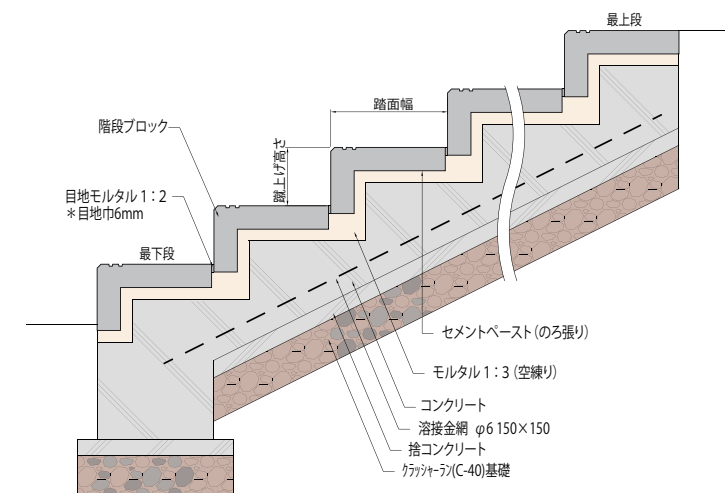 最上段
踏面幅
階段ブロック
蹴上げ高さ
目地モルタル1：2
＊目地巾6mm
最下段
セメントペースト（のろ張り）
モルタル1：3（空練り）
コンクリート
溶接金網 φ6 150×150
捨コンクリート
クラッシャーラン(C-40)基礎